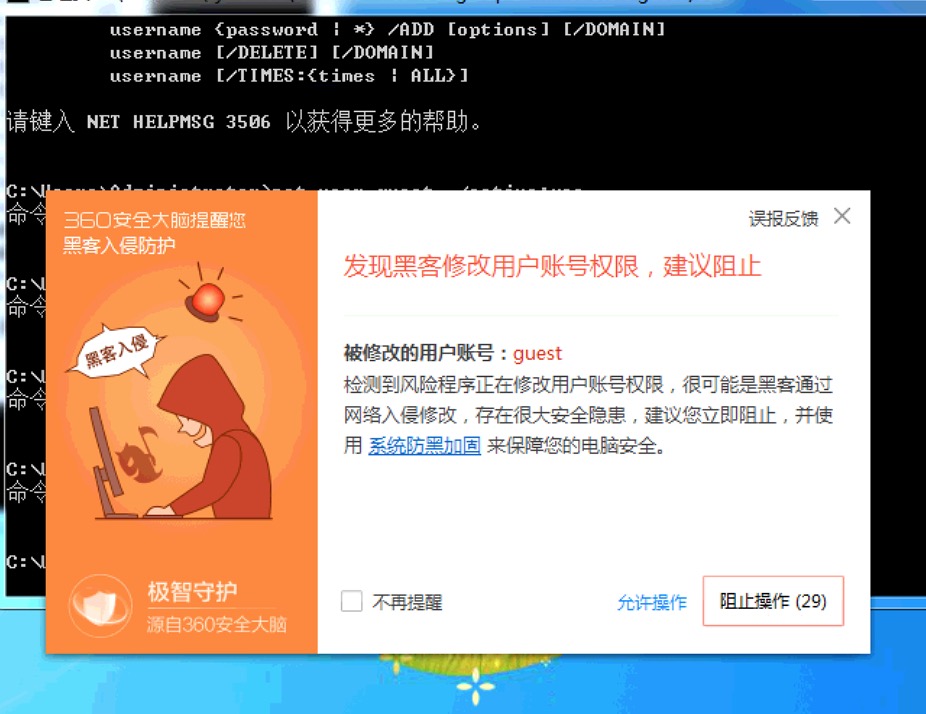 username {password | *} /ADD [options] [/DOMAIN]
username [/DELETE] [/DOMAIN]
username [/TIMES:{times | ALL}]
请键入 NET HELPMSG 3506 以获得更多的帮助。
C:\Users\Administrator>net user guest
命令
C:\
命令
C:\
命令
C:\
命令
C:\
360安全大脑提醒您
黑客入侵防护
黑客入侵
极智守护
源自360安全大脑
误报反馈
发现黑客修改用户账号权限，建议阻止
被修改的用户账号：guest
检测到风险程序正在修改用户账号权限，很可能是黑客通过
网络入侵修改，存在很大安全隐患，建议您立即阻止，并使
用 系统防黑加固 来保障您的电脑安全。
不再提醒
允许操作
阻止操作 (29)